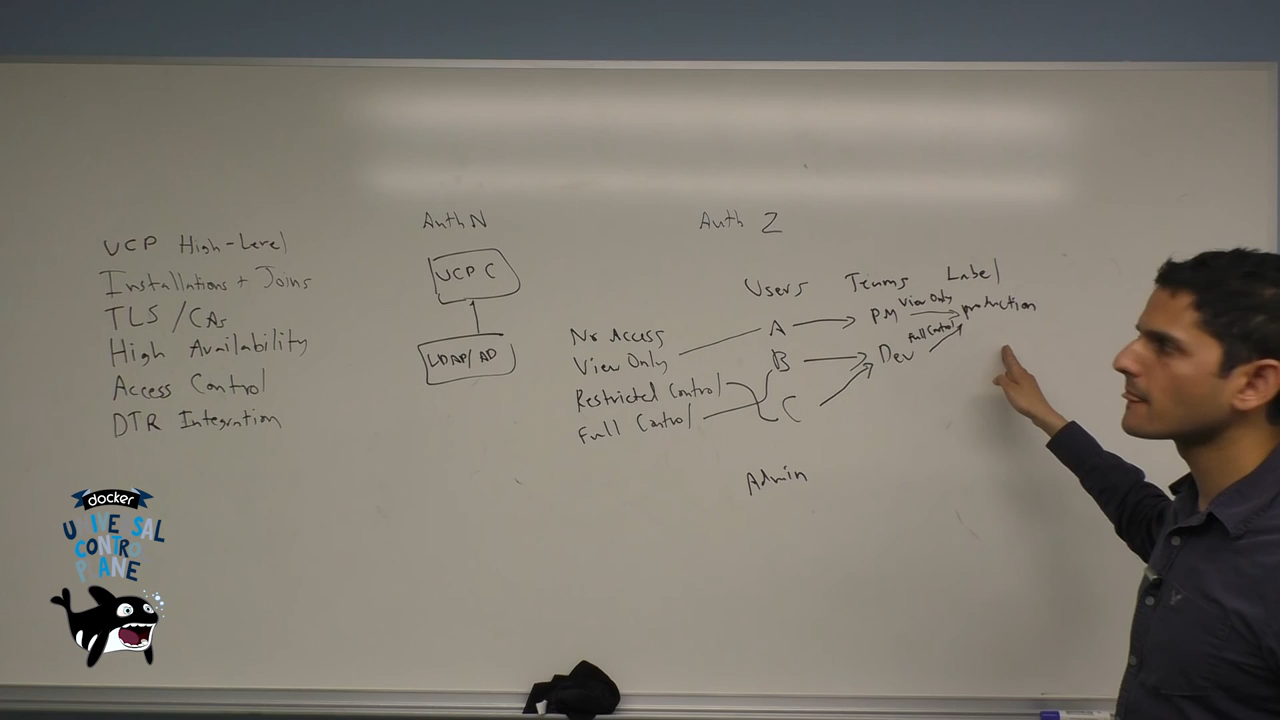 UCP High-Level
Installations + Joins
TLS / CAs
High Availability
Access Control
DTR Integration
AuthN
UCP C
LDAP/AD
Auth Z
Users Teams Label
No Access
View Only
Restricted Control
Full Control
A
B
C
PM
Dev
View Only
Full Control
production
Admin
docker
UNIVERSAL
CONTROL
PLANE